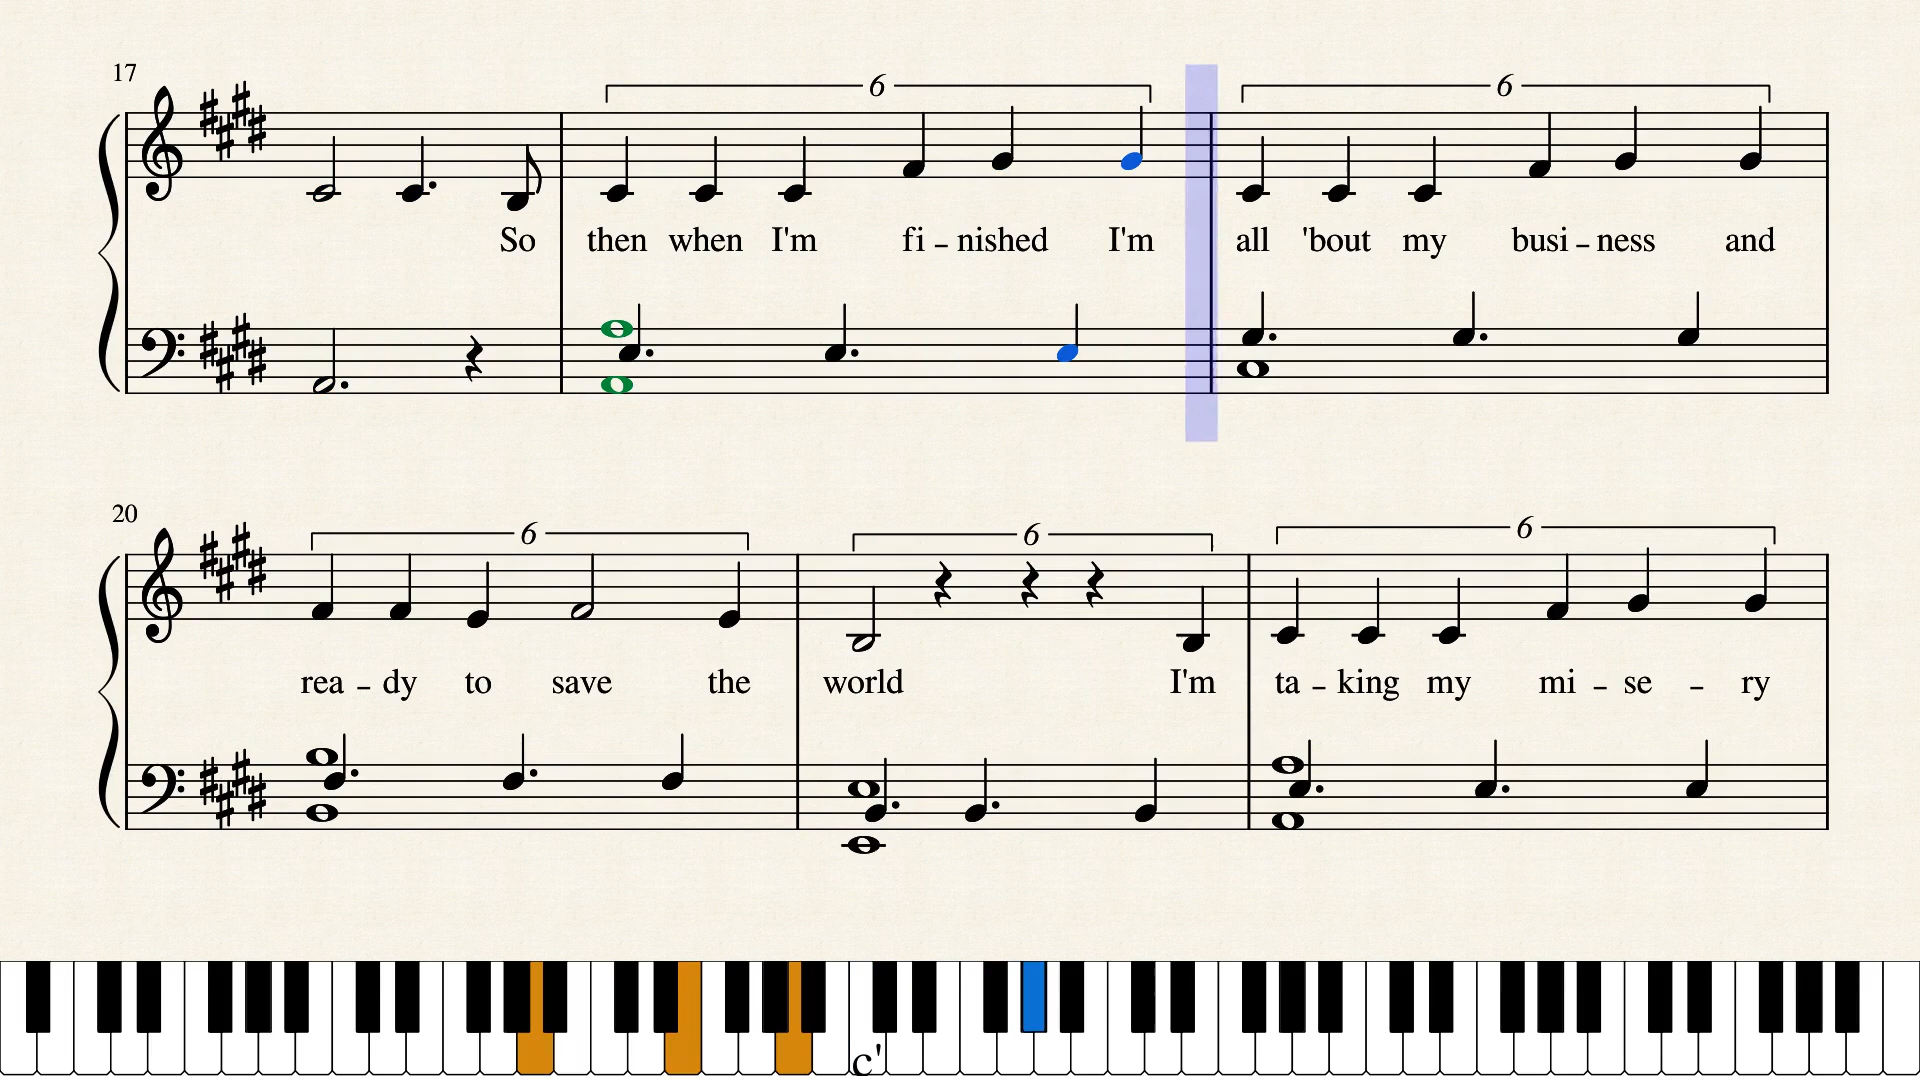 17
6 6
So then when I'm fi - nished I'm all 'bout my busi - ness and
20
6 6 6
rea - dy to save the world I'm ta - king my mi - se - ry
c'